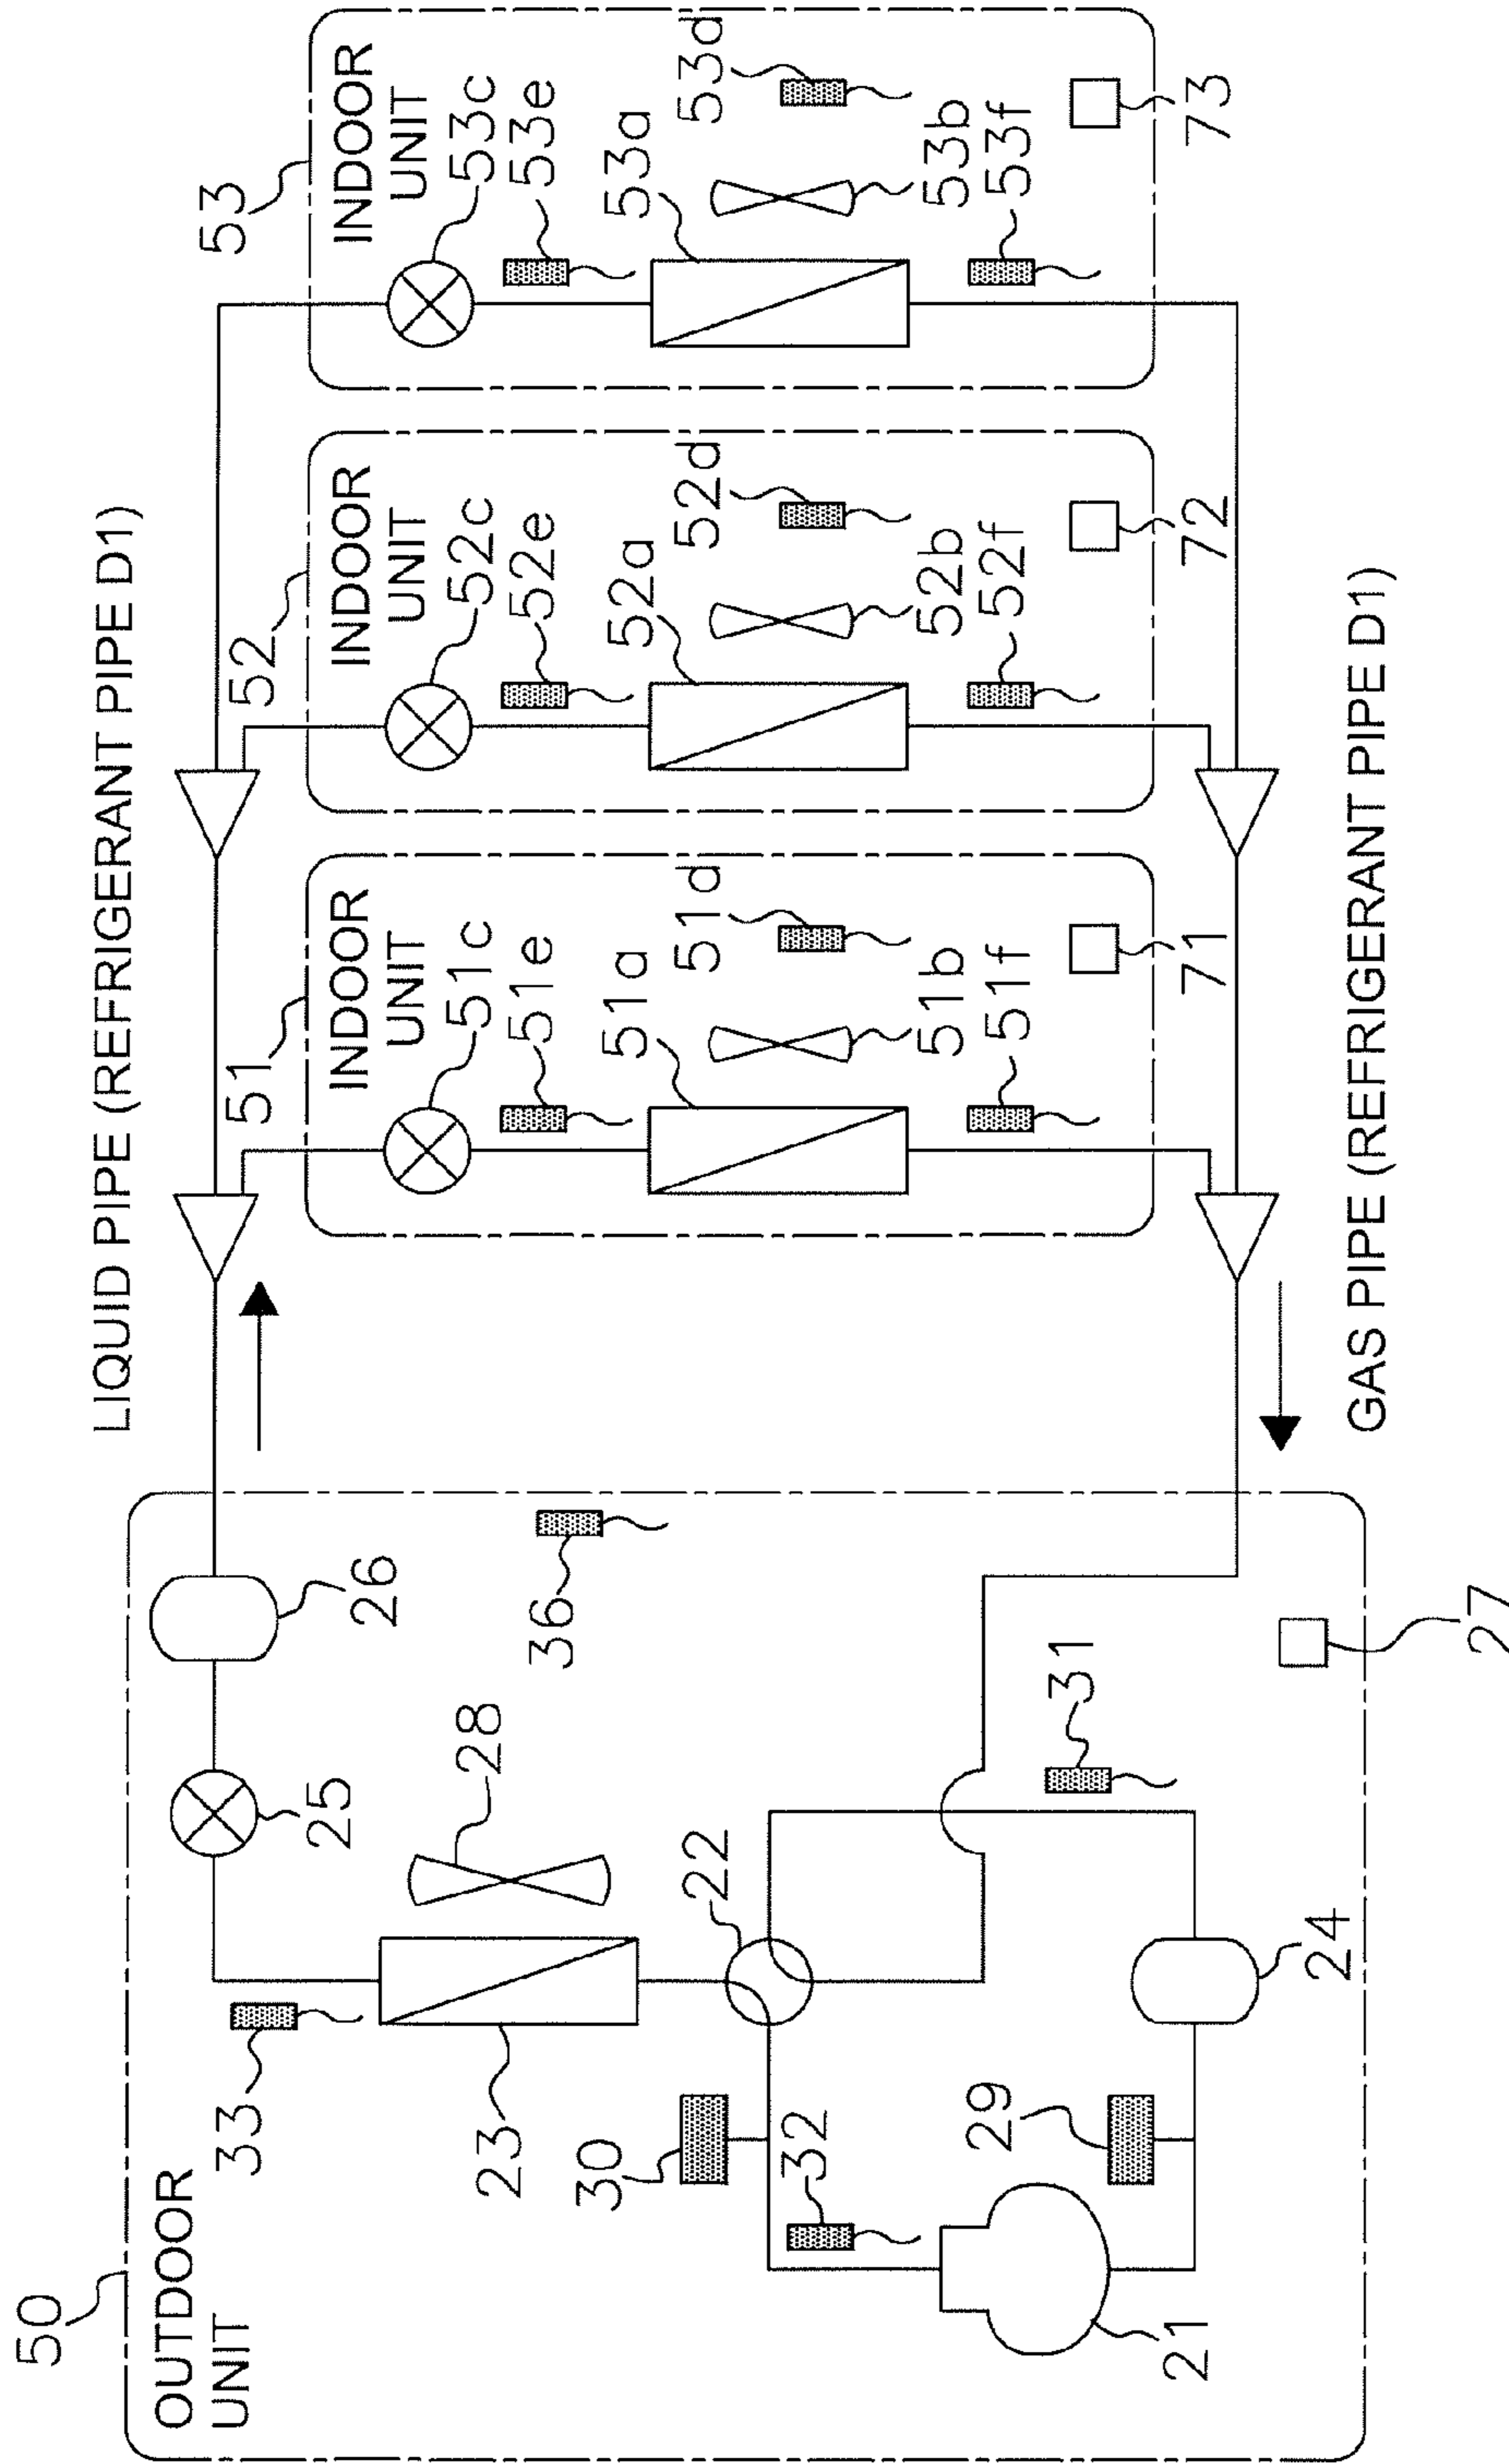 LIQUID PIPE (REFRIGERANT PIPE D1)
50
OUTDOOR
UNIT
33
23
30
32
29
21
24
22
28
25
26
36
31
27
51
INDOOR
UNIT
51c
51e
51a
51d
51b
51f
71
52
INDOOR
UNIT
52c
52e
52a
52d
52b
52f
72
53
INDOOR
UNIT
53c
53e
53a
53d
53b
53f
73
GAS PIPE (REFRIGERANT PIPE D1)